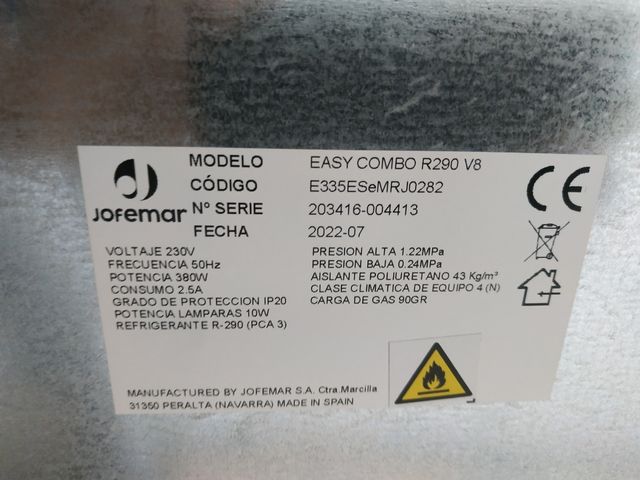 Jofemar
MODELO EASY COMBO R290 V8
CÓDIGO E335ESeMRJ0282
Nº SERIE 203416-004413
FECHA 2022-07
VOLTAJE 230V
FRECUENCIA 50Hz
POTENCIA 380W
CONSUMO 2.5A
GRADO DE PROTECCION IP20
POTENCIA LAMPARAS 10W
REFRIGERANTE R-290 (PCA 3)
PRESION ALTA 1.22MPa
PRESION BAJA 0.24MPa
AISLANTE POLIURETANO 43 Kg/m³
CLASE CLIMATICA DE EQUIPO 4 (N)
CARGA DE GAS 90GR
CE
MANUFACTURED BY JOFEMAR S.A. Ctra.Marcilla
31350 PERALTA (NAVARRA) MADE IN SPAIN